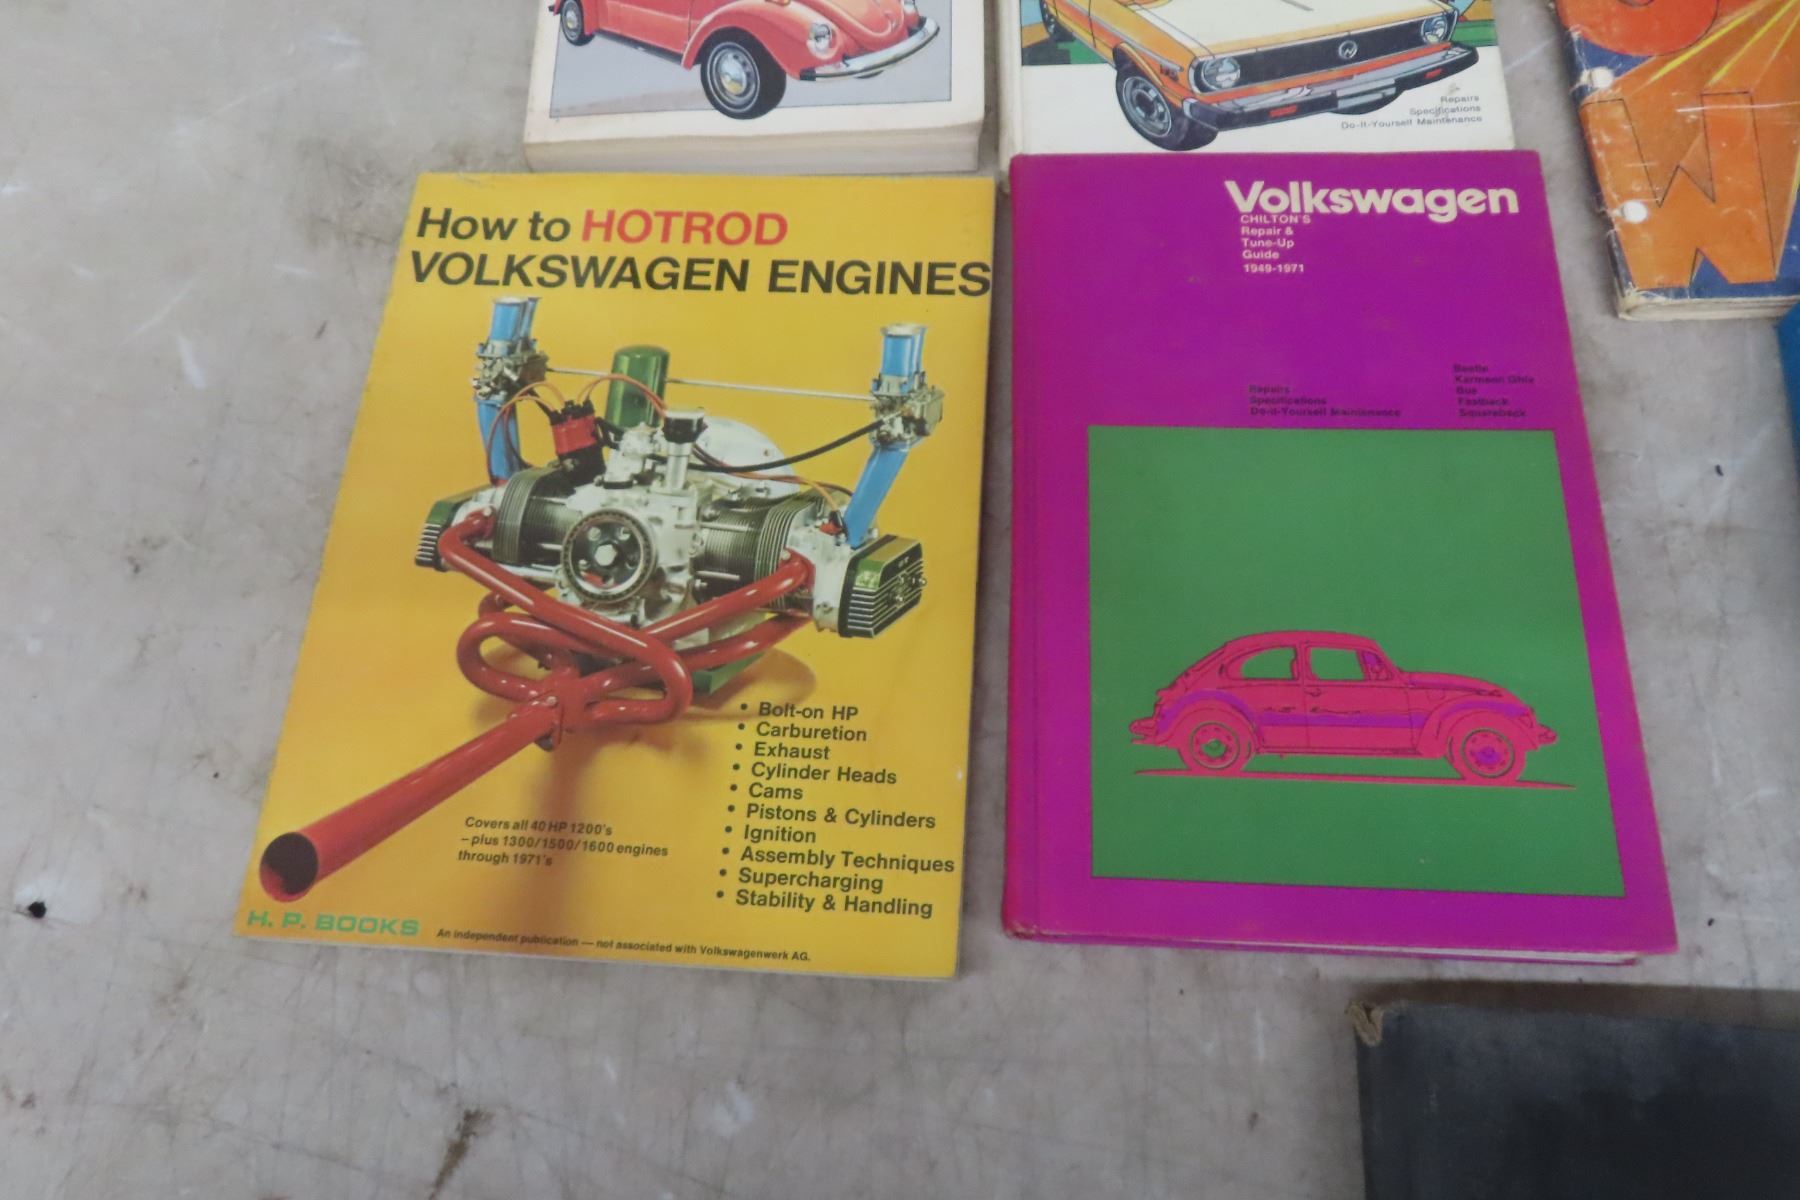 Repairs
Specifications
Do-It-Yourself Maintenance
W
How to HOTROD
VOLKSWAGEN ENGINES
• Bolt-on HP
• Carburetion
• Exhaust
• Cylinder Heads
• Cams
• Pistons & Cylinders
• Ignition
• Assembly Techniques
• Supercharging
• Stability & Handling
Covers all 40 HP 1200's
– plus 1300/1500/1600 engines
through 1971's
H. P. BOOKS
An independent publication — not associated with Volkswagenwerk AG.
Volkswagen
CHILTON'S
Repair &
Tune-Up
Guide
1949-1971
Repairs
Specifications
Do-it-Yourself Maintenance
Beetle
Karmann Ghia
Bus
Fastback
Squareback